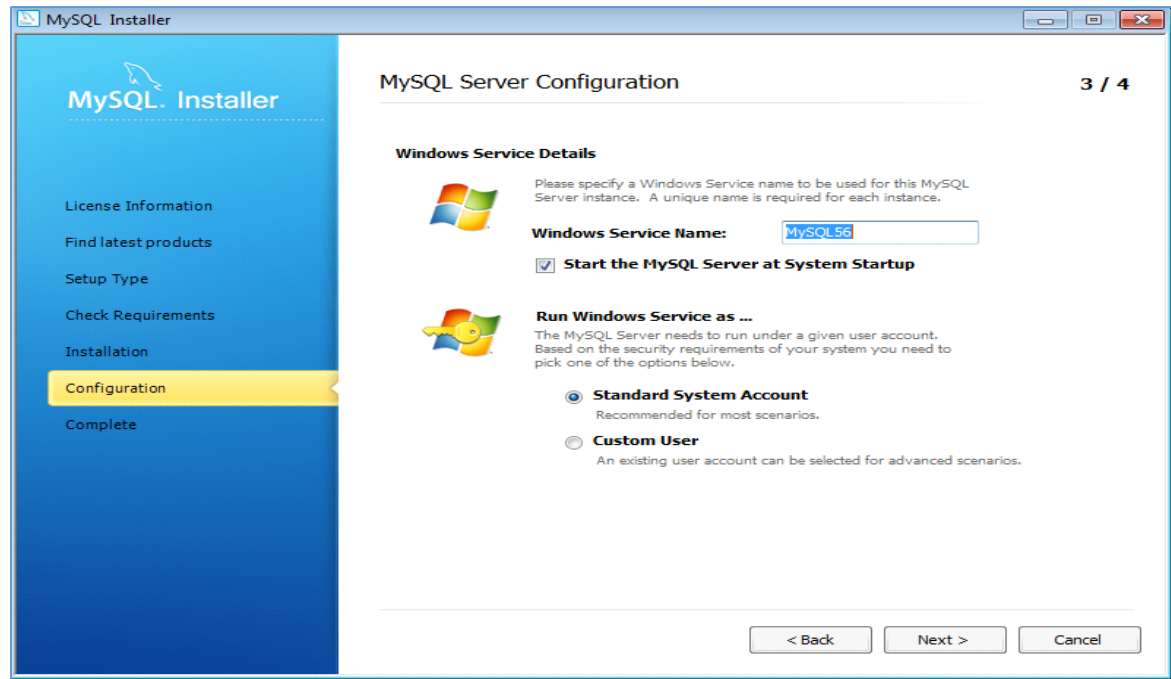 MySQL Installer
MySQL. Installer
License Information
Find latest products
Setup Type
Check Requirements
Installation
Configuration
Complete
MySQL Server Configuration
3 / 4
Windows Service Details
Please specify a Windows Service name to be used for this MySQL
Server instance. A unique name is required for each instance.
Windows Service Name: MySQL56
Start the MySQL Server at System Startup
Run Windows Service as ...
The MySQL Server needs to run under a given user account.
Based on the security requirements of your system you need to
pick one of the options below.
Standard System Account
Recommended for most scenarios.
Custom User
An existing user account can be selected for advanced scenarios.
< Back
Next >
Cancel